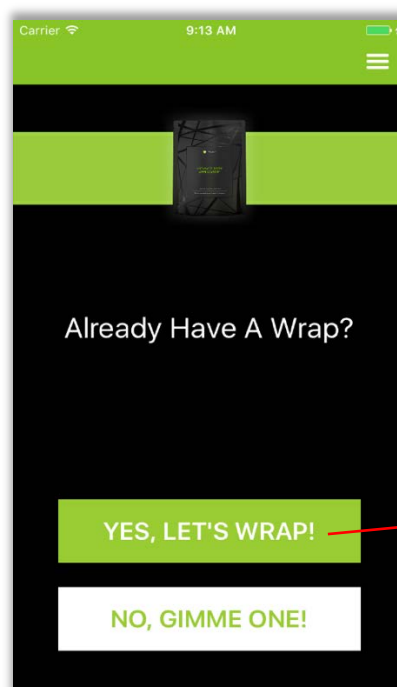 Carrier 9:13 AM
Already Have A Wrap?
YES, LET'S WRAP!
NO, GIMME ONE!